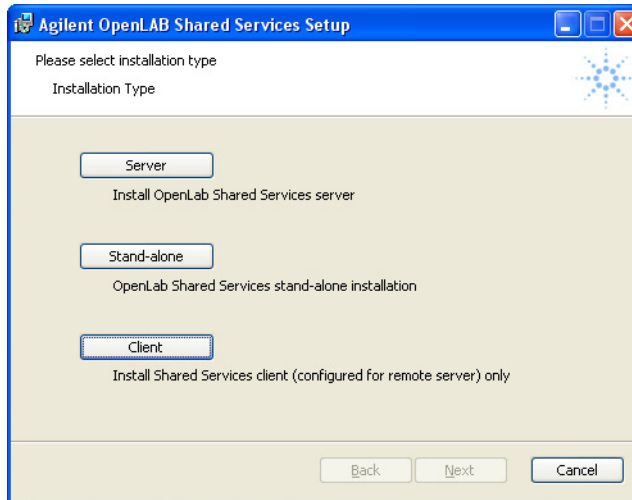 Agilent OpenLAB Shared Services Setup
Please select installation type
Installation Type
Server
Install OpenLab Shared Services server
Stand-alone
OpenLab Shared Services stand-alone installation
Client
Install Shared Services client (configured for remote server) only
Back Next Cancel